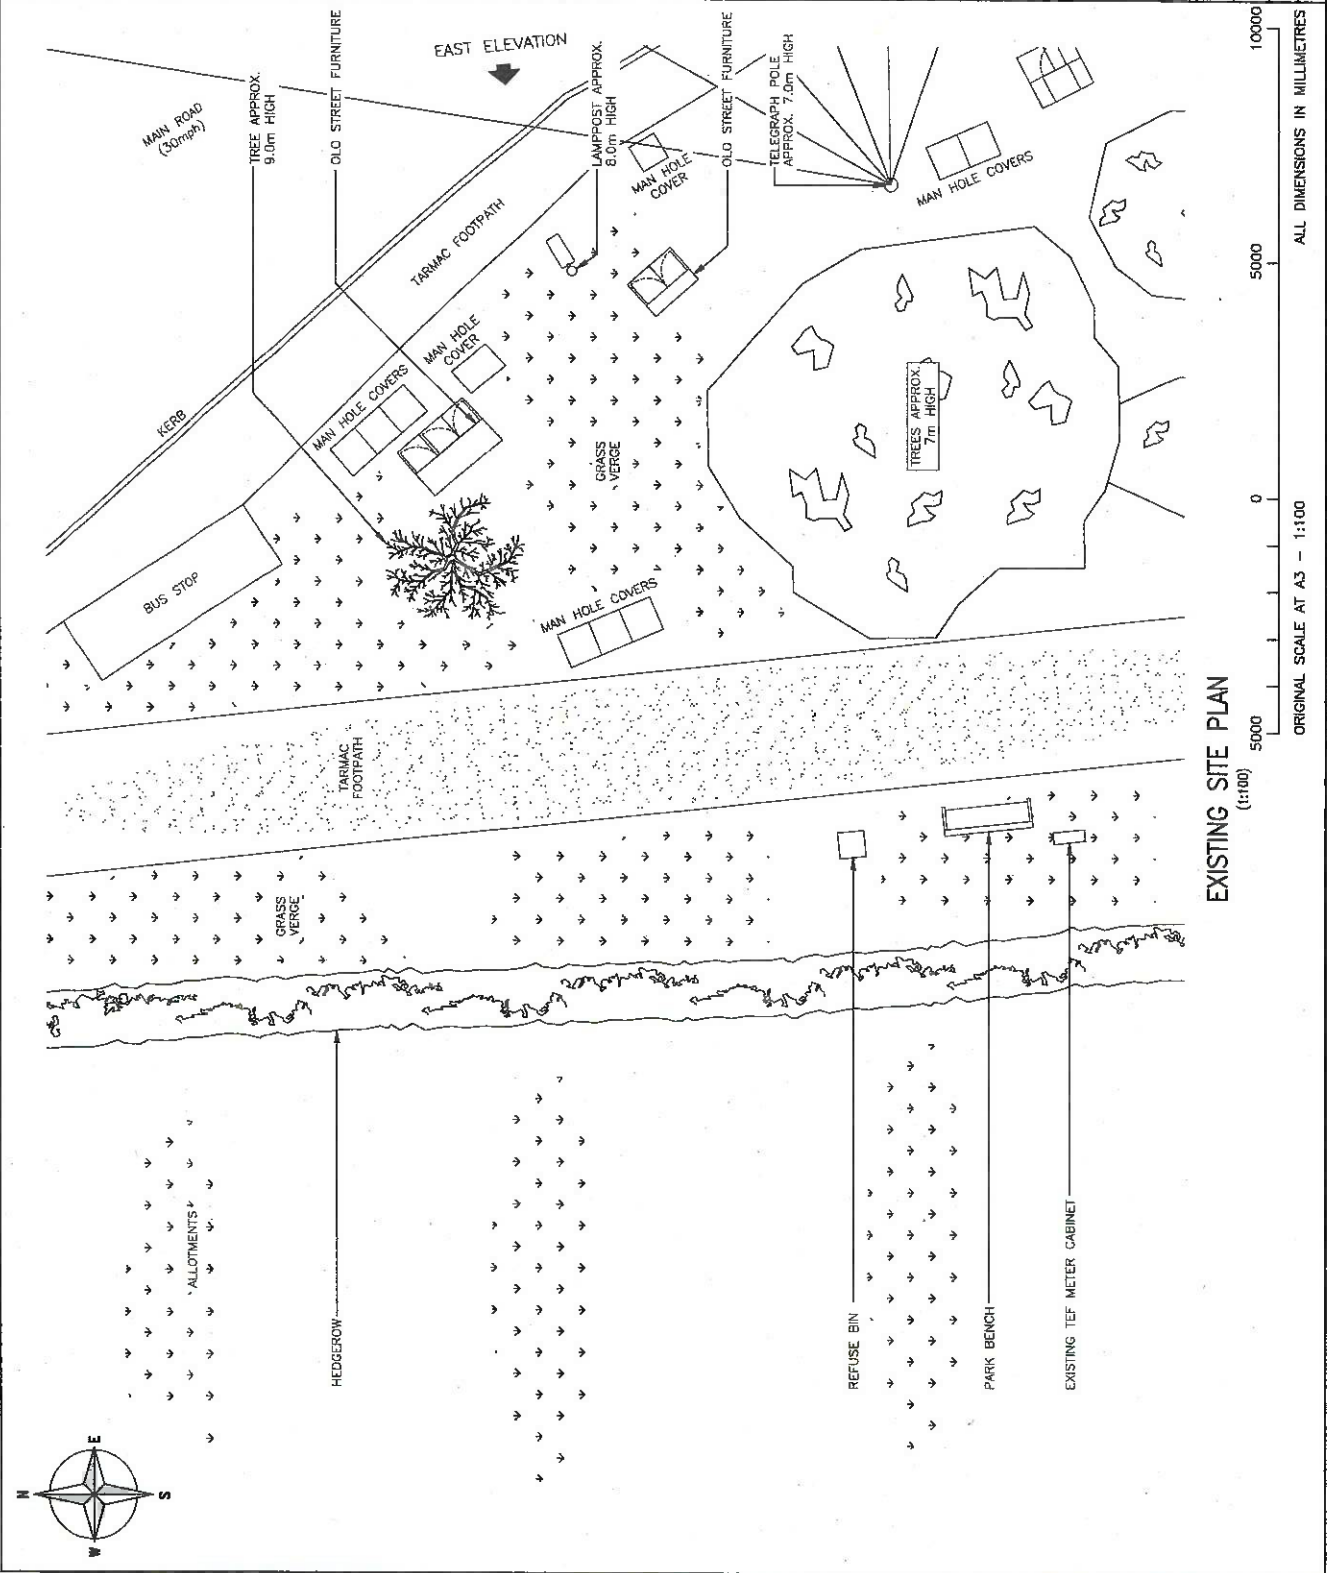 N
E
S
W
MAIN ROAD
(30mph)
TREE APPROX.
9.0m HIGH
OLD STREET FURNITURE
EAST ELEVATION
LAMPPOST APPROX.
8.0m HIGH
OLD STREET FURNITURE
TELEGRAPH POLE
APPROX. 7.0m HIGH
MAN HOLE
COVER
MAN HOLE COVERS
TARMAC FOOTPATH
KERB
MAN HOLE COVERS
MAN HOLE
COVER
BUS STOP
GRASS
VERGE
TREES APPROX.
7m HIGH
MAN HOLE COVERS
TARMAC
FOOTPATH
GRASS
VERGE
ALLOTMENTS
HEDGEROW
REFUSE BIN
PARK BENCH
EXISTING TEF METER CABINET
EXISTING SITE PLAN
(1:100)
5000
0
5000
10000
ORIGINAL SCALE AT A3 - 1:100
ALL DIMENSIONS IN MILLIMETRES